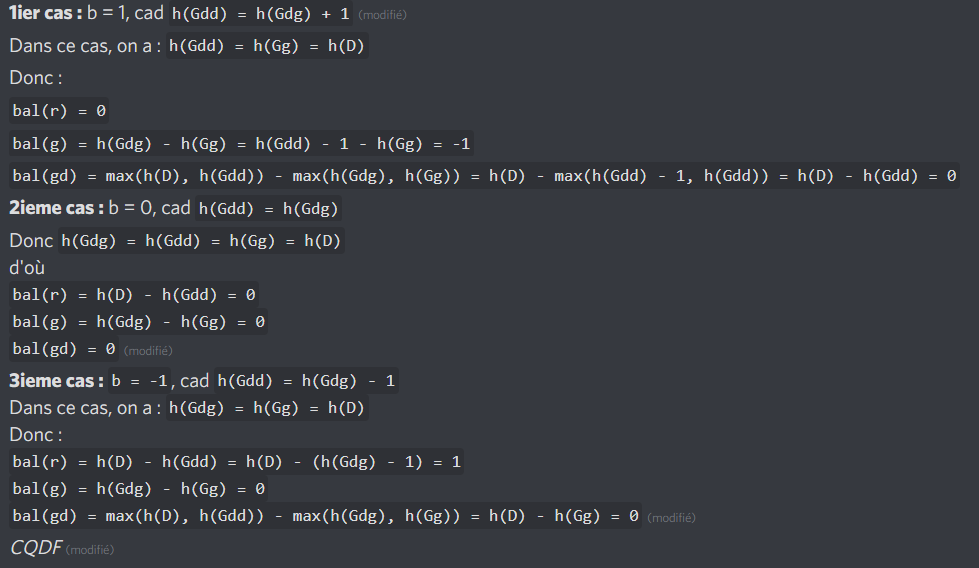 1ier cas : b = 1, cad h(Gdd) = h(Gdg) + 1 (modifié)
Dans ce cas, on a : h(Gdd) = h(Gg) = h(D)
Donc :
bal(r) = 0
bal(g) = h(Gdg) - h(Gg) = h(Gdd) - 1 - h(Gg) = -1
bal(gd) = max(h(D), h(Gdd)) - max(h(Gdg), h(Gg)) = h(D) - max(h(Gdd) - 1, h(Gdd)) = h(D) - h(Gdd) = 0
2ieme cas : b = 0, cad h(Gdd) = h(Gdg)
Donc h(Gdg) = h(Gdd) = h(Gg) = h(D)
d'où
bal(r) = h(D) - h(Gdd) = 0
bal(g) = h(Gdg) - h(Gg) = 0
bal(gd) = 0 (modifié)
3ieme cas : b = -1, cad h(Gdd) = h(Gdg) - 1
Dans ce cas, on a : h(Gdg) = h(Gg) = h(D)
Donc :
bal(r) = h(D) - h(Gdd) = h(D) - (h(Gdg) - 1) = 1
bal(g) = h(Gdg) - h(Gg) = 0
bal(gd) = max(h(D), h(Gdd)) - max(h(Gdg), h(Gg)) = h(D) - h(Gg) = 0 (modifié)
CQDF (modifié)